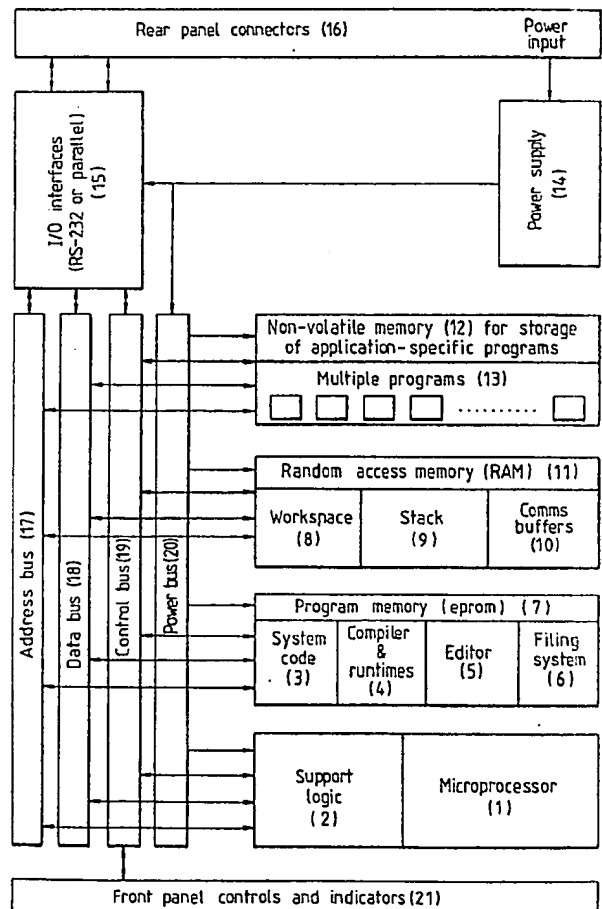 Rear panel connectors (16)
Power
input
I/O interfaces
(RS-232 or parallel)
(15)
Power supply
(14)
Non-volatile memory (12) for storage
of application-specific programs
Multiple programs (13)
Random access memory (RAM) (11)
Workspace
(8)
Stack
(9)
Comms
buffers
(10)
Program memory (eprom) (7)
System
code
(3)
Compiler
&
runtimes
(4)
Editor
(5)
Filing
system
(6)
Support
logic
(2)
Microprocessor
(1)
Address bus (17)
Data bus (18)
Control bus (19)
Power bus (20)
Front panel controls and indicators (21)